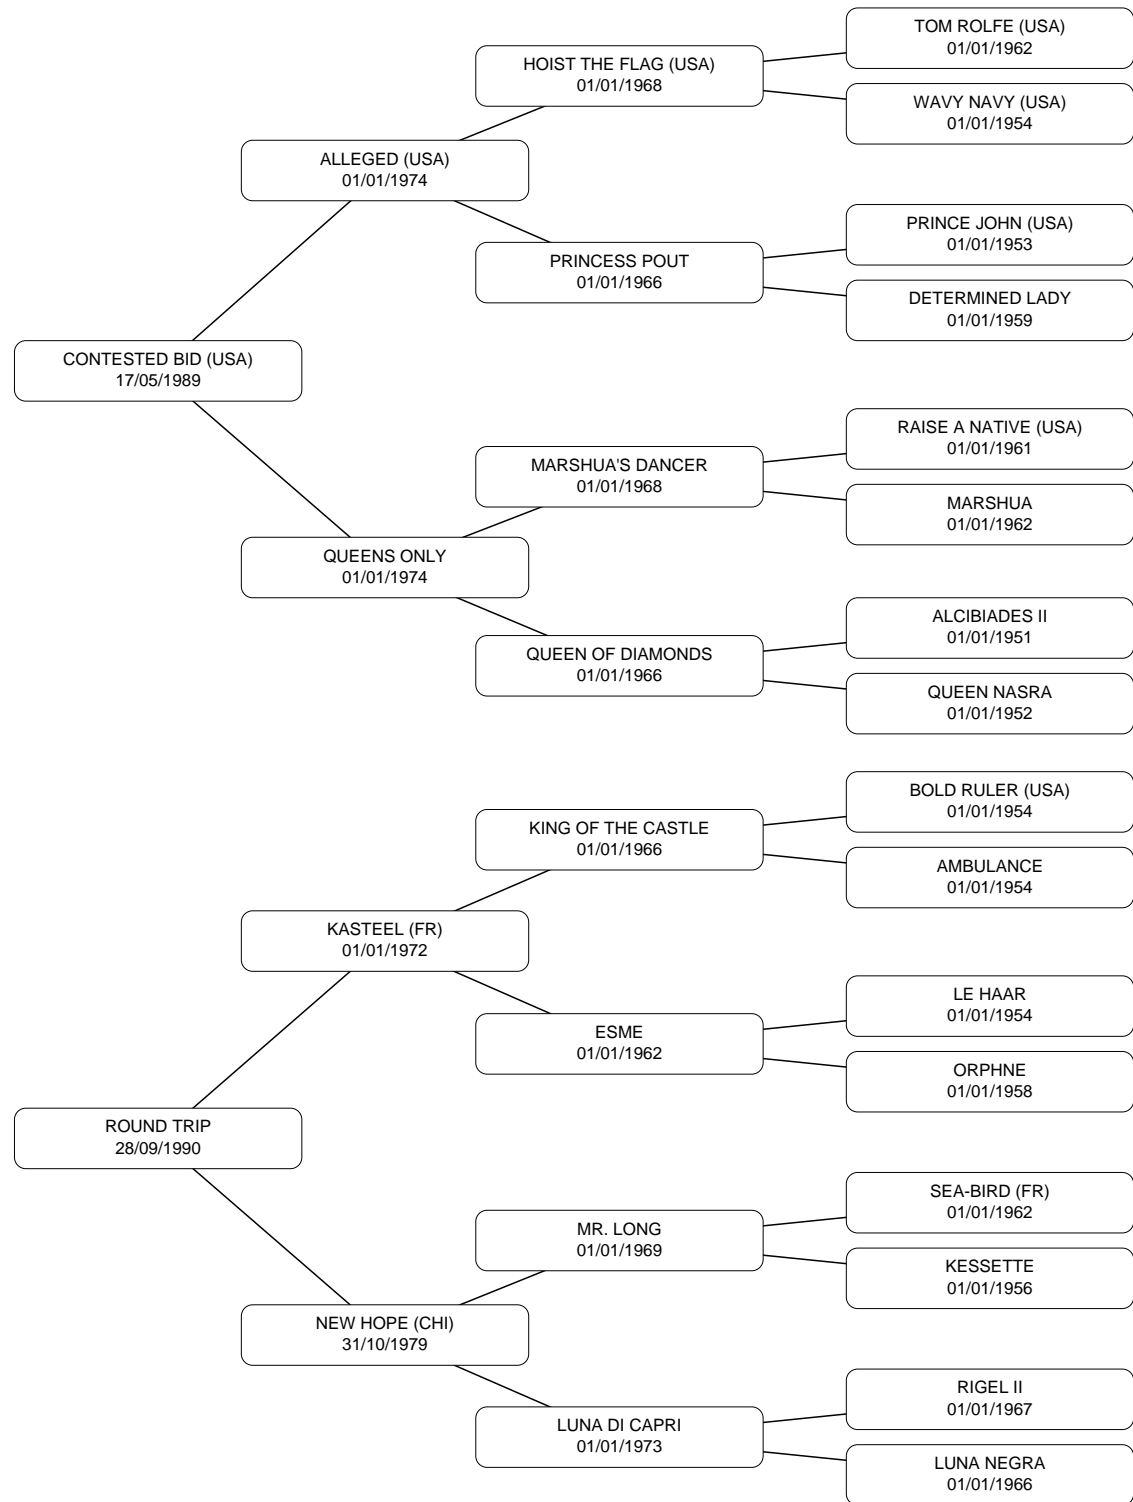 TOM ROLFE (USA)
01/01/1962
HOIST THE FLAG (USA)
01/01/1968
WAVY NAVY (USA)
01/01/1954
ALLEGED (USA)
01/01/1974
PRINCE JOHN (USA)
01/01/1953
PRINCESS POUT
01/01/1966
DETERMINED LADY
01/01/1959
CONTESTED BID (USA)
17/05/1989
RAISE A NATIVE (USA)
01/01/1961
MARSHUA'S DANCER
01/01/1968
MARSHUA
01/01/1962
QUEENS ONLY
01/01/1974
ALCIBIADES II
01/01/1951
QUEEN OF DIAMONDS
01/01/1966
QUEEN NASRA
01/01/1952
BOLD RULER (USA)
01/01/1954
KING OF THE CASTLE
01/01/1966
AMBULANCE
01/01/1954
KASTEEL (FR)
01/01/1972
LE HAAR
01/01/1954
ESME
01/01/1962
ORPHNE
01/01/1958
ROUND TRIP
28/09/1990
SEA-BIRD (FR)
01/01/1962
MR. LONG
01/01/1969
KESSETTE
01/01/1956
NEW HOPE (CHI)
31/10/1979
RIGEL II
01/01/1967
LUNA DI CAPRI
01/01/1973
LUNA NEGRA
01/01/1966